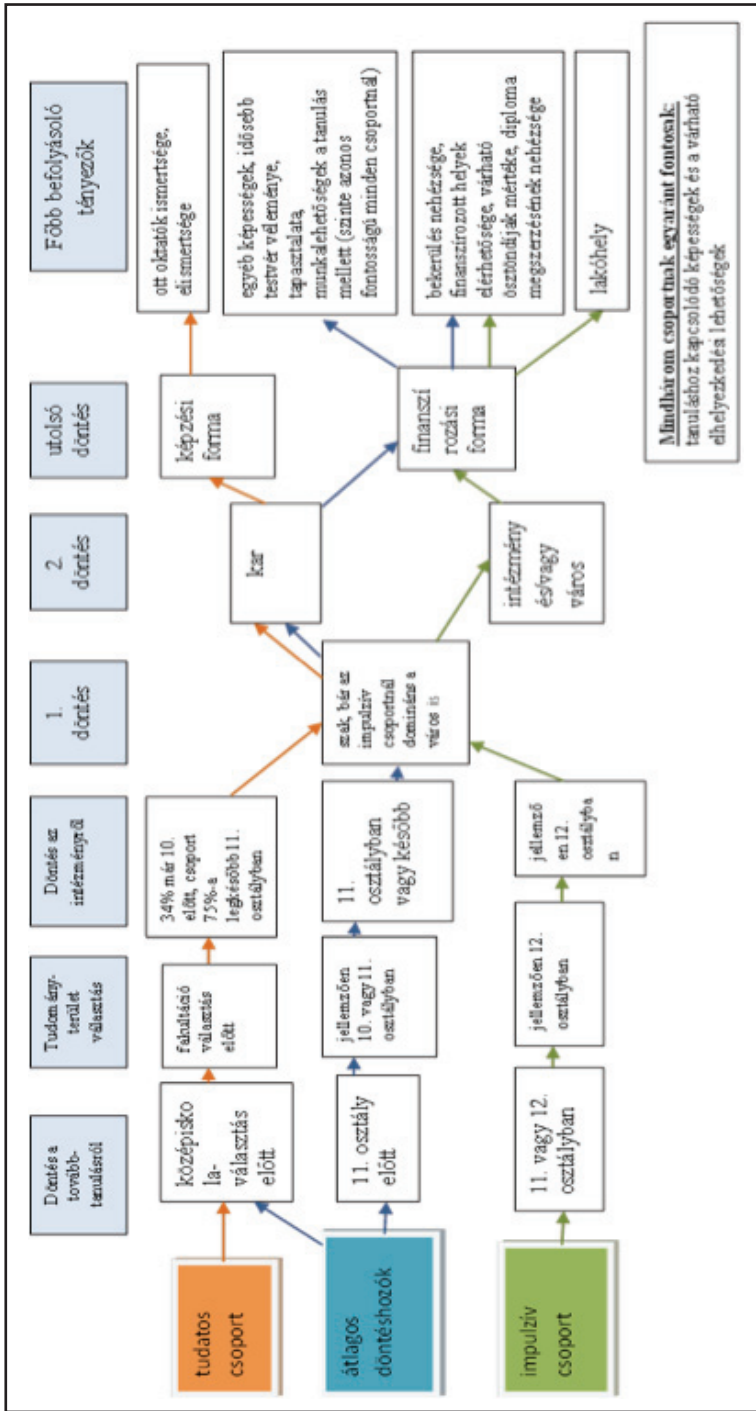 Döntés a
tovább-
tanulásról
Tudomány-
terület
választás
Döntés az
intézményről
1.
döntés
2.
döntés
utolsó
döntés
Főbb befolyásoló
tényezők
tudatos
csoport
középisko
la-
választás
előtt
Fakultáció
választás
előtt
34% már 10.
előtt, csoport
75%-a
legkésőbb 11.
osztályban
képzési
forma
ott oktatók ismertsége,
elismertsége
átlagos
döntéshozók
11. osztály
előtt
jellemzően
10. vagy 11.
osztályban
11.
osztályban
vagy később
szak, bár az
impulzív
csoportnál
domináns a
város is
kar
finanszí
rozási
forma
egyéb képességek, idősebb
testvér véleménye,
tapasztalata,
munkalehetőségek a tanulás
mellett (szinte azonos
fontosságú minden csoportnál)
bekerülés nehézsége,
finanszírozott helyek
elérhetősége, várható
ösztöndíjak mértéke, diploma
megszerzésének nehézsége
impulzív
csoport
11. vagy 12.
osztályban
jellemzően 12.
osztályban
jellemző
en 12.
osztályba
n
intézmény
és/vagy
város
lakóhely
Mindhárom csoportnak egyaránt fontosak:
tanuláshoz kapcsolódó képességek és a várható
elhelyezkedési lehetőségek